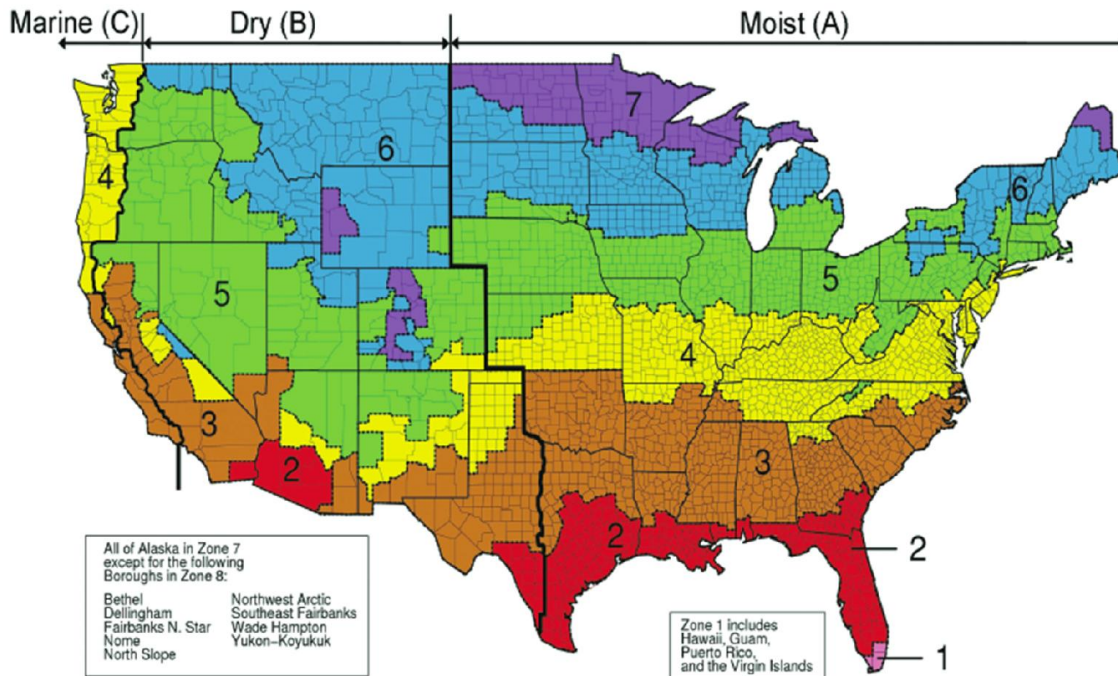 Marine (C)
Dry (B)
Moist (A)
7
6
4
6
5
5
4
3
3
2
2
2
1
All of Alaska in Zone 7
except for the following
Boroughs in Zone 8:
Bethel
Northwest Arctic
Dellingham
Southeast Fairbanks
Fairbanks N. Star
Wade Hampton
Nome
Yukon-Koyukuk
North Slope
Zone 1 includes
Hawaii, Guam,
Puerto Rico,
and the Virgin Islands